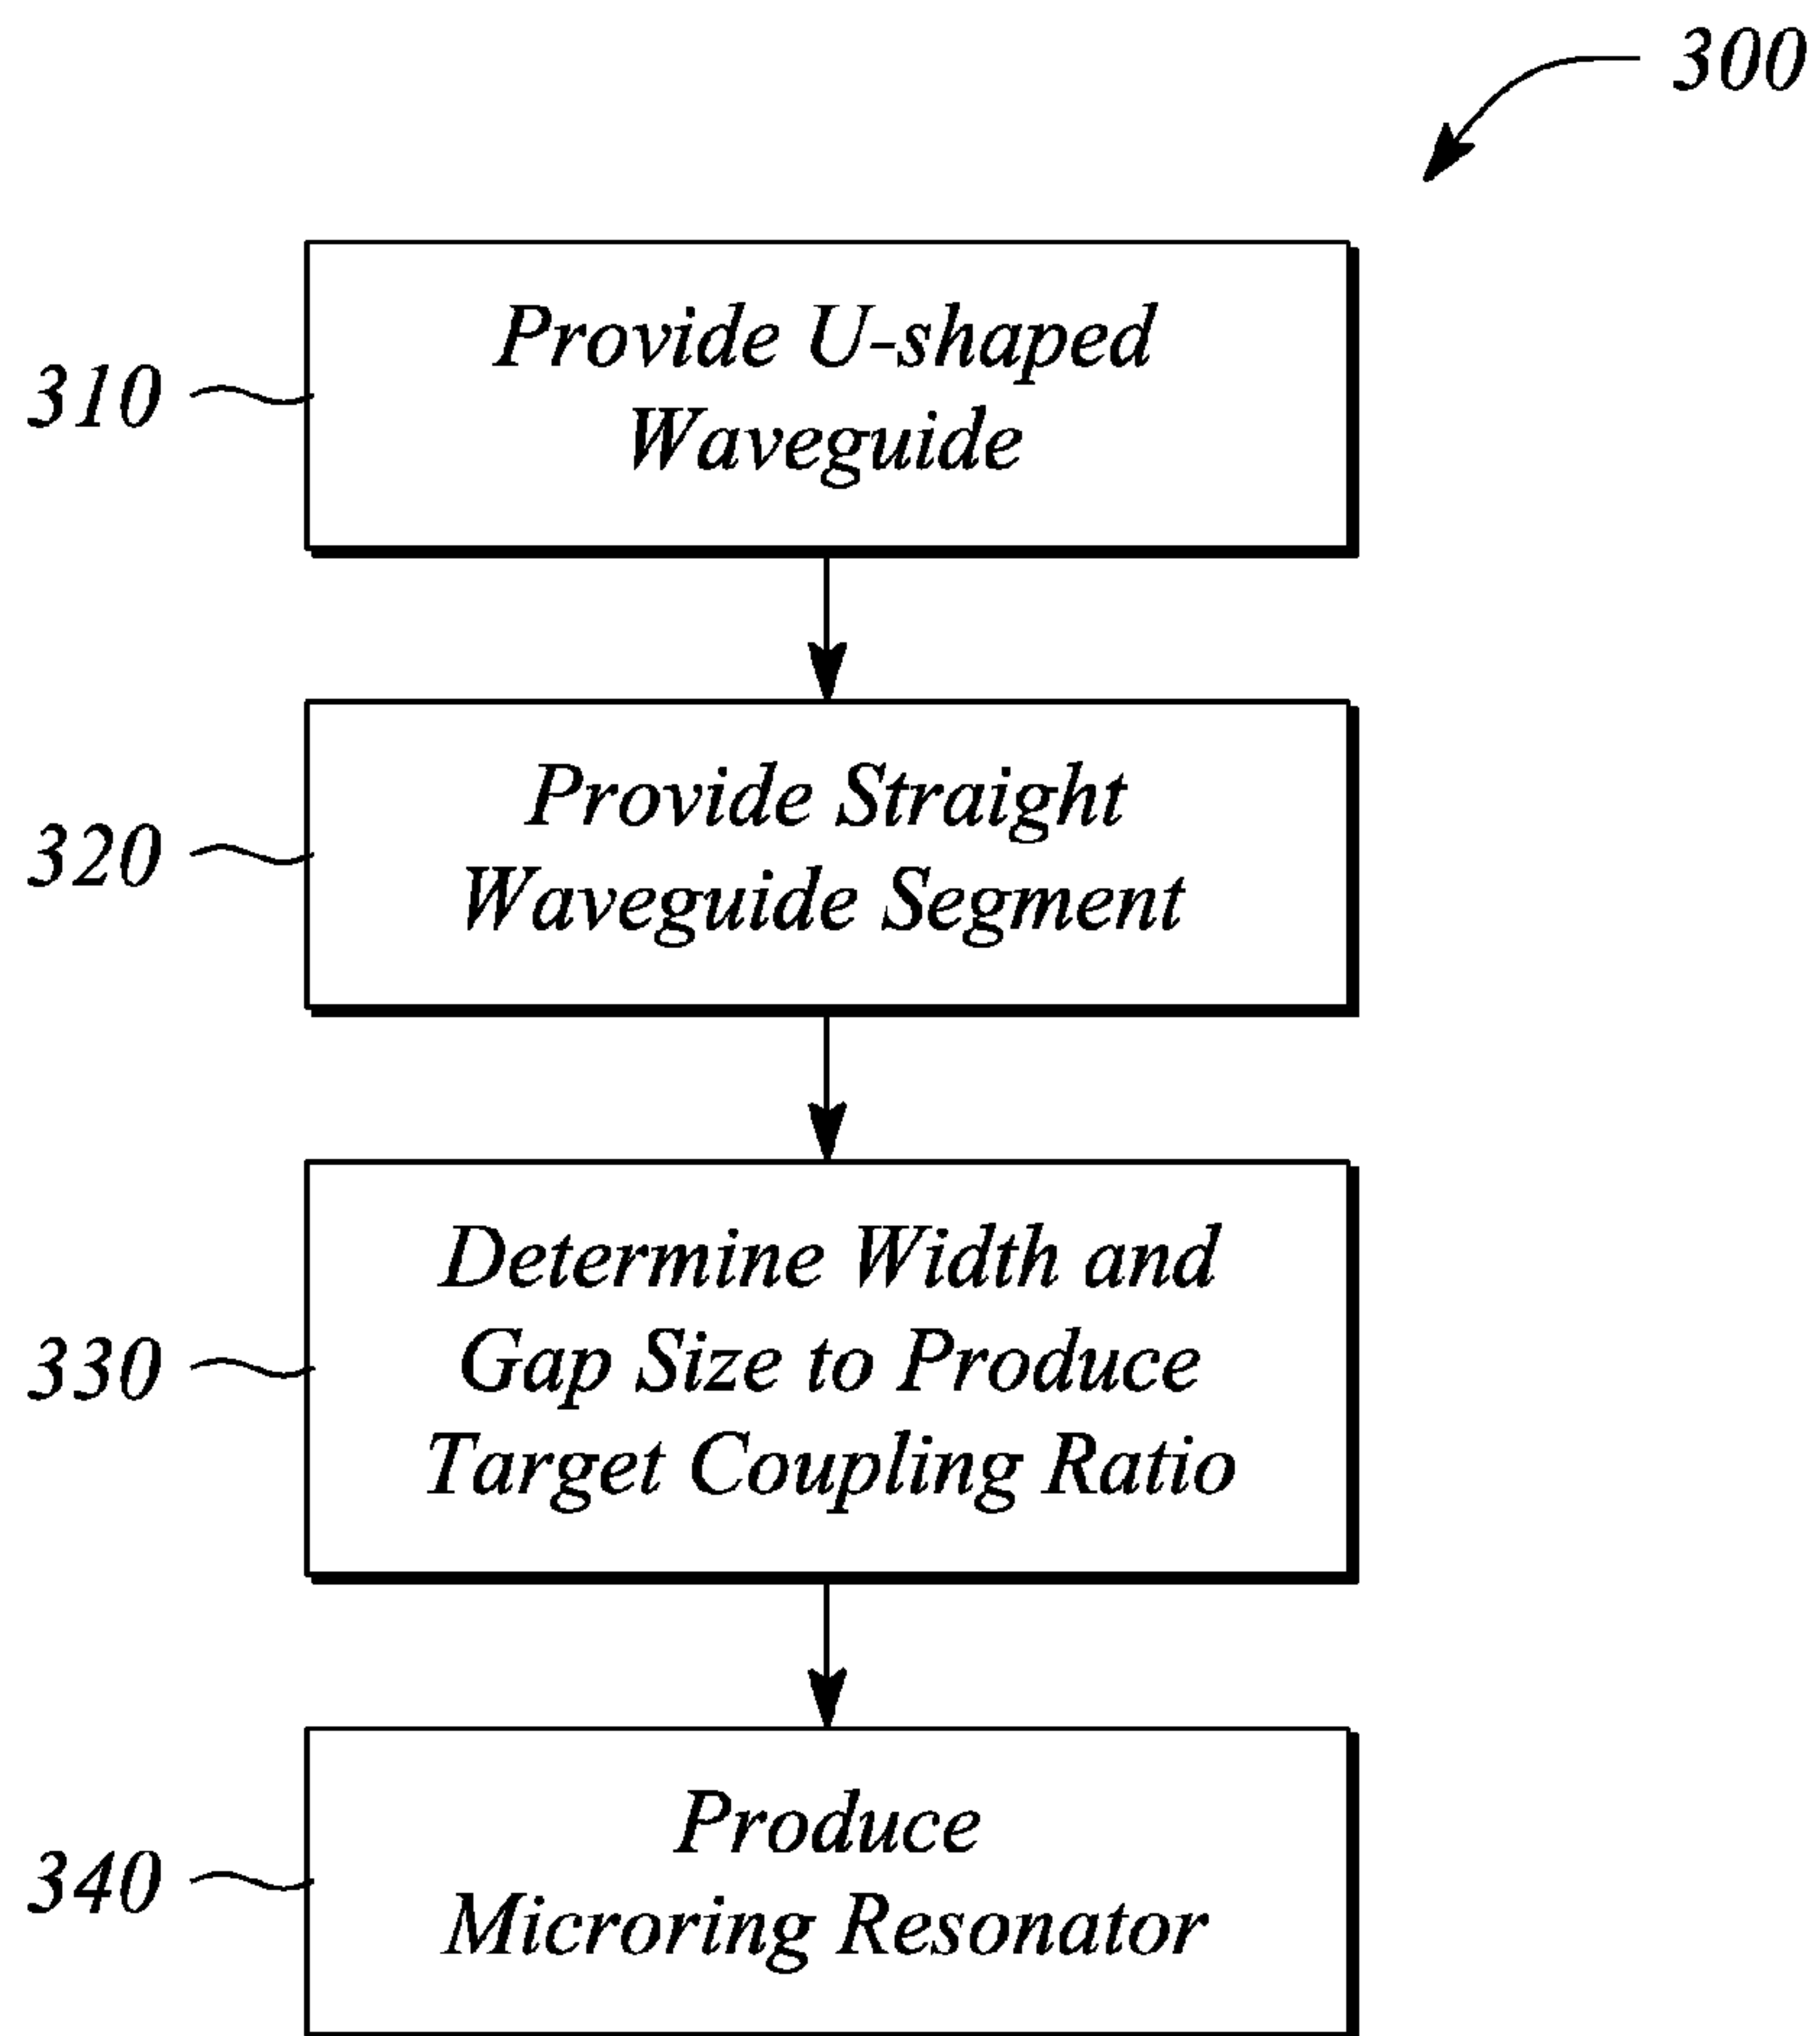 300
310
Provide U-shaped
Waveguide
320
Provide Straight
Waveguide Segment
330
Determine Width and
Gap Size to Produce
Target Coupling Ratio
340
Produce
Microring Resonator